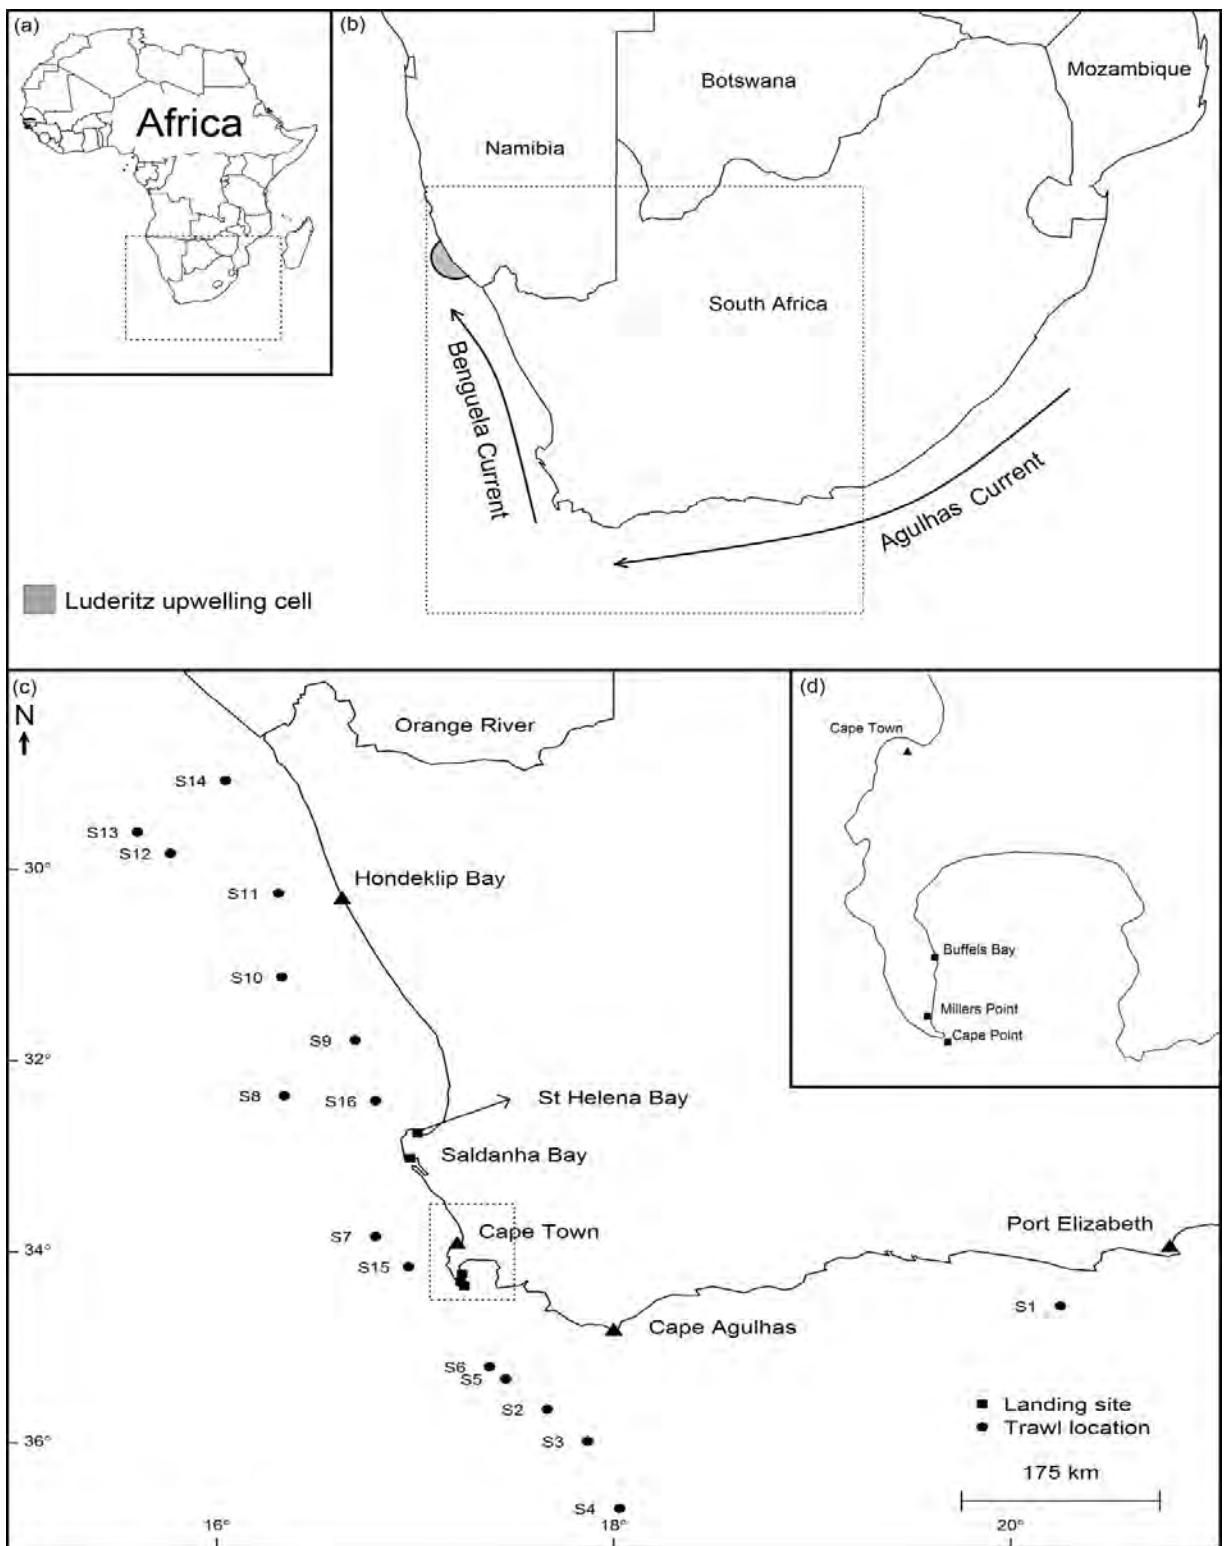 (a)
Africa
(b)
Botswana
Mozambique
Namibia
South Africa
Benguela Current
Agulhas Current
Luderitz upwelling cell
(c)
N
Orange River
S14
S13
S12
30°
S11
Hondeklip Bay
S10
S9
32°
S8
S16
St Helena Bay
Saldanha Bay
S7
34°
S15
Cape Town
Port Elizabeth
S1
Cape Agulhas
S6
S5
S2
S3
36°
S4
Landing site
Trawl location
175 km
16°
18°
20°
(d)
Cape Town
Buffels Bay
Millers Point
Cape Point